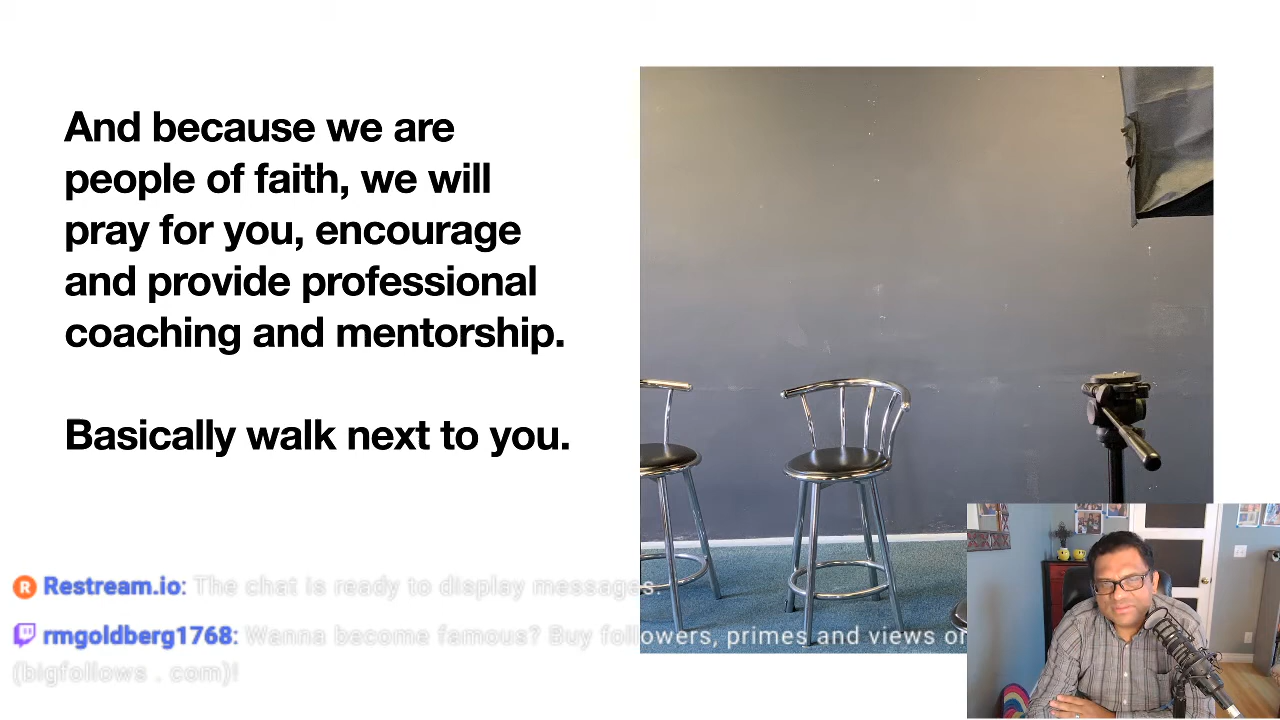 And because we are
people of faith, we will
pray for you, encourage
and provide professional
coaching and mentorship.
Basically walk next to you.
Restream.io: The chat is ready to display messages.
rmgoldberg1768: Wanna become famous? Buy followers, primes and views on
(bigfollows . com)!